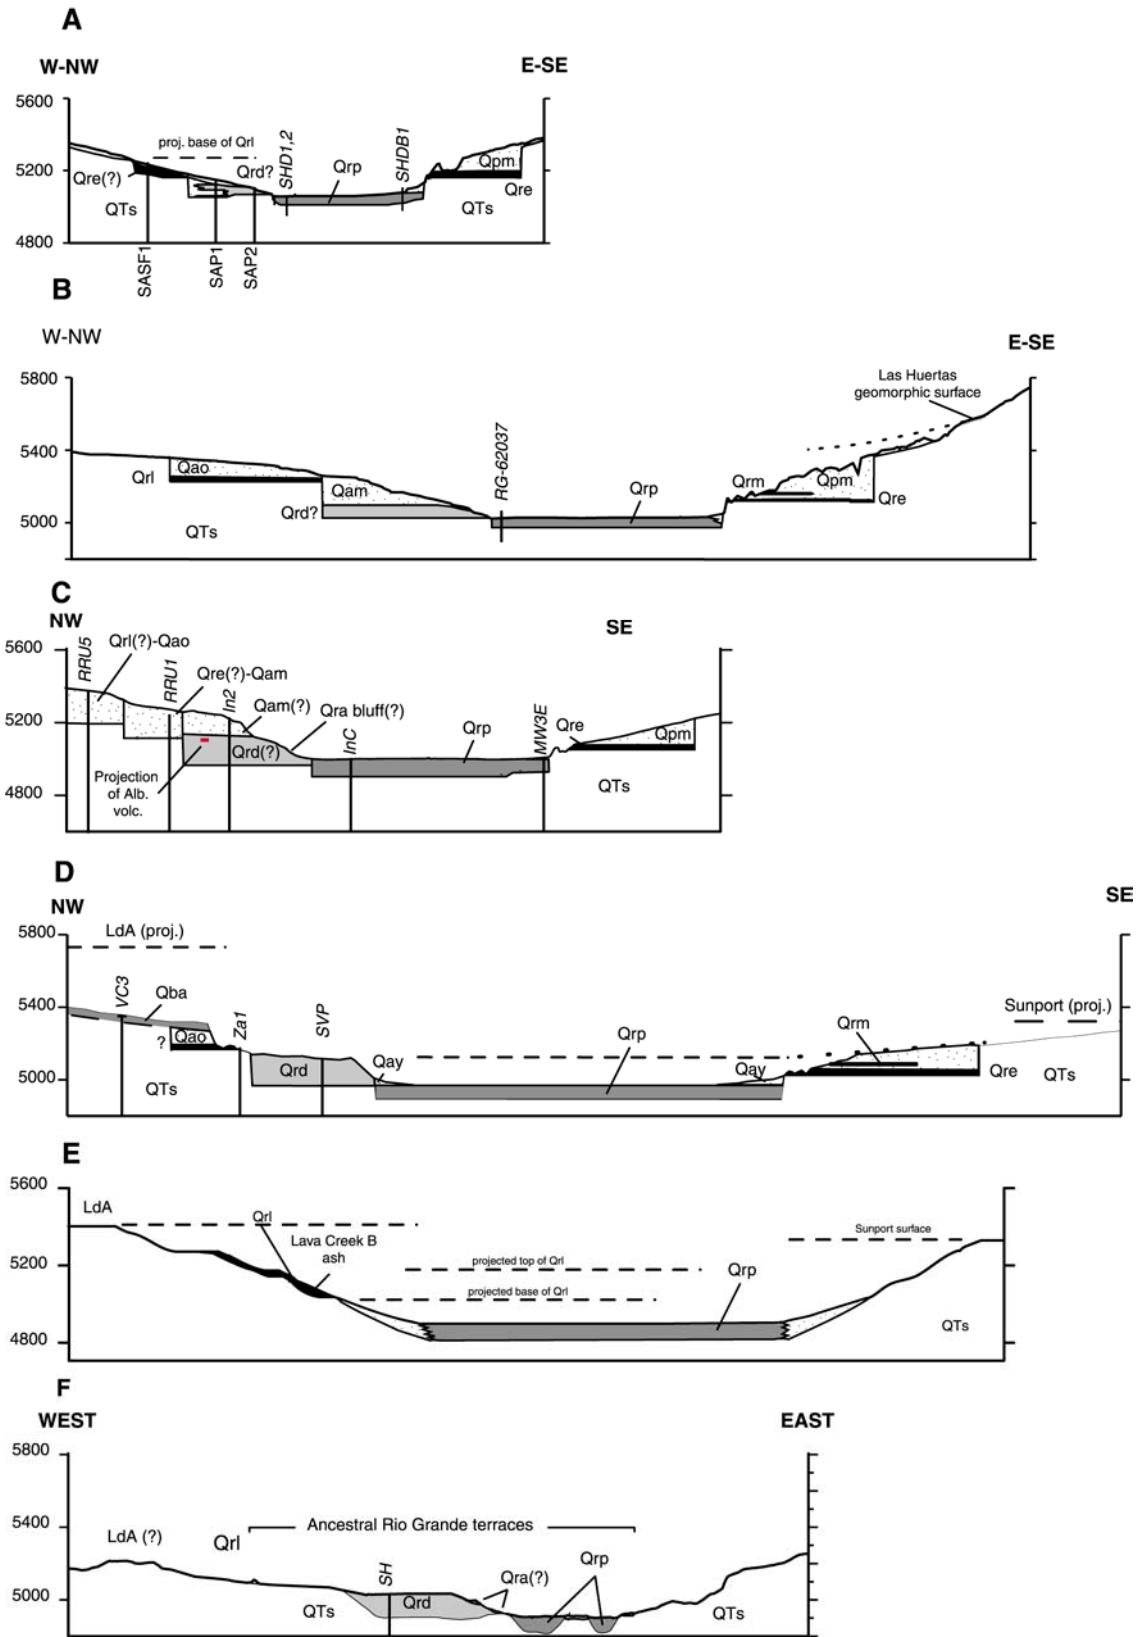 A
W-NW
E-SE
5600
proj. base of Qrl
SHD1,2
SHDB1
5200
Qrd?
Qrp
Qpm
Qre(?)
Qre
QTs
QTs
4800
SASF1
SAP1
SAP2
B
W-NW
E-SE
5800
Las Huertas
geomorphic surface
5400
RG-62037
Qao
Qrl
Qam
Qrm
Qpm
Qrp
Qre
Qrd?
5000
QTs
C
NW
SE
5600
RRU5
Qrl(?)-Qao
RRU1
Qre(?)-Qam
In2
Qam(?)
Qra bluff(?)
5200
InC
Qrp
MW3E
Qre
Qpm
Qrd(?)
Projection
of Alb.
volc.
QTs
4800
D
NW
SE
5800
LdA (proj.)
VC3
Qba
5400
Za1
SVP
Sunport (proj.)
?
Qao
Qrp
Qrm
Qrd
Qay
Qay
Qre
QTs
5000
QTs
E
5600
LdA
Qrl
Lava Creek B
ash
Sunport surface
5200
projected top of Qrl
Qrp
projected base of Qrl
QTs
4800
F
WEST
EAST
5800
5400
Ancestral Rio Grande terraces
LdA (?)
Qrl
SH
Qrp
Qra(?)
5000
QTs
Qrd
QTs